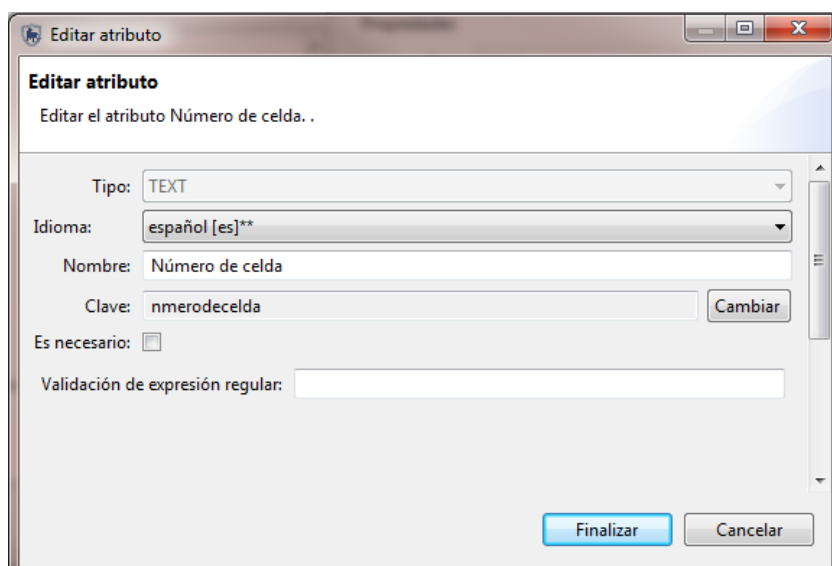 Editar atributo
Editar atributo
Editar el atributo Número de celda. .
Tipo: TEXT
Idioma: español [es]**
Nombre: Número de celda
Clave: nmerodecelda Cambiar
Es necesario:
Validación de expresión regular:
Finalizar Cancelar